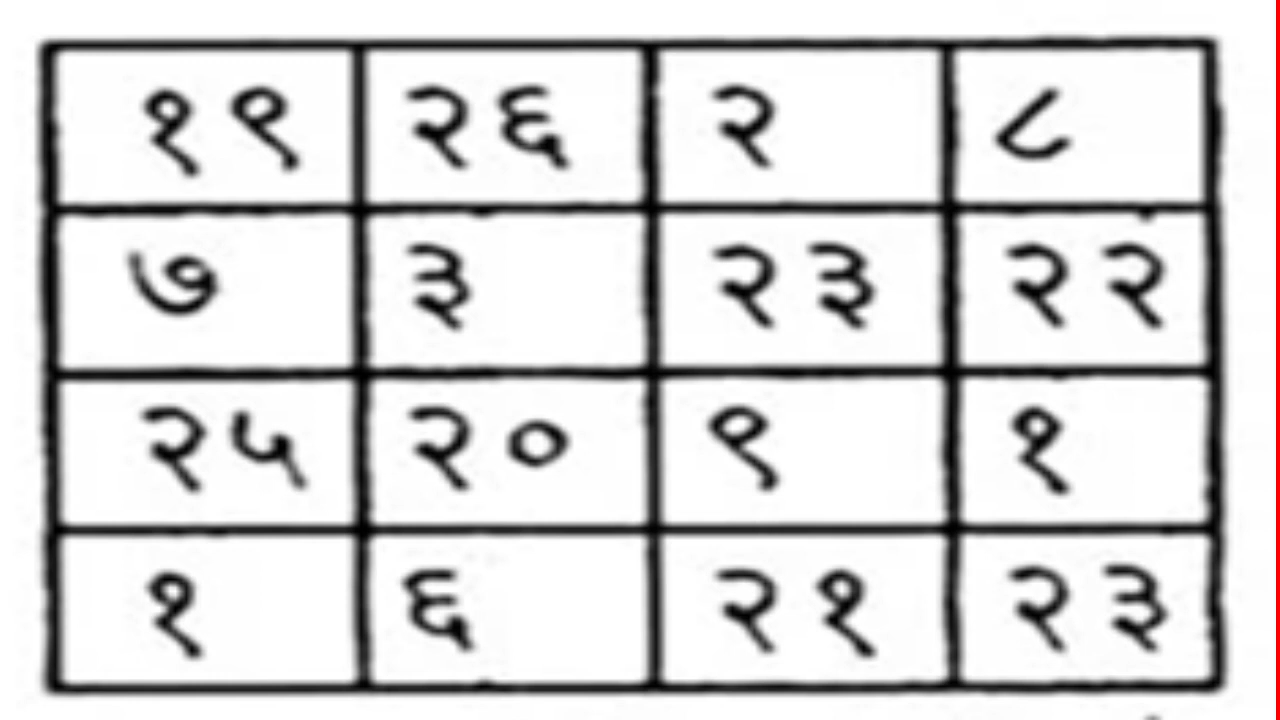 १९ २६ २ ८
७ ३ २३ २२
२५ २० ९ १
१ ६ २१ २३